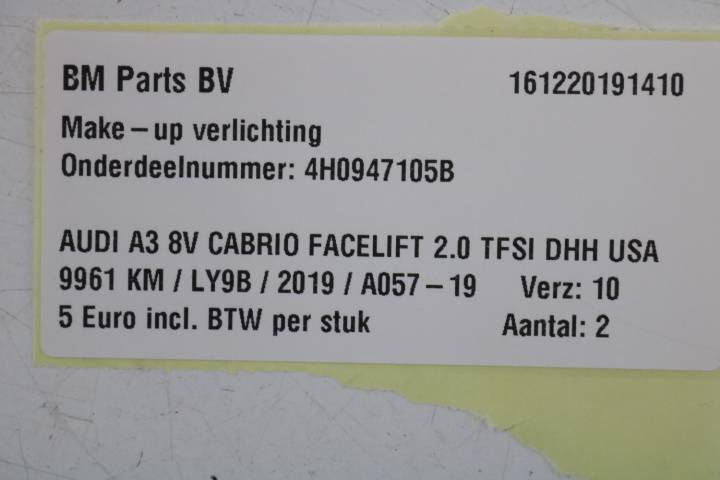 BM Parts BV 161220191410
Make-up verlichting
Onderdeelnummer: 4H0947105B
AUDI A3 8V CABRIO FACELIFT 2.0 TFSI DHH USA
9961 KM / LY9B / 2019 / A057-19 Verz: 10
5 Euro incl. BTW per stuk Aantal: 2